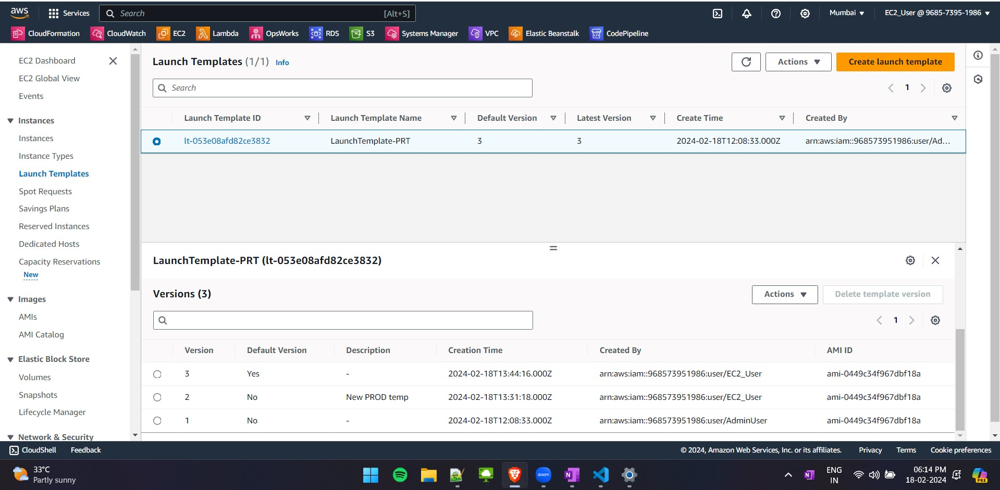 aws
Services
Search
[Alt+S]
Mumbai
EC2_User @ 9685-7395-1986
CloudFormation
CloudWatch
EC2
Lambda
OpsWorks
RDS
S3
Systems Manager
VPC
Elastic Beanstalk
CodePipeline
EC2 Dashboard
EC2 Global View
Events
Instances
Instances
Instance Types
Launch Templates
Spot Requests
Savings Plans
Reserved Instances
Dedicated Hosts
Capacity Reservations
New
Images
AMIs
AMI Catalog
Elastic Block Store
Volumes
Snapshots
Lifecycle Manager
Network & Security
Launch Templates (1/1) Info
Actions
Create launch template
Search
1
Launch Template ID Launch Template Name Default Version Latest Version Create Time Created By
lt-053e08afd82ce3832 LaunchTemplate-PRT 3 3 2024-02-18T12:08:33.000Z arn:aws:iam::968573951986:user/Ad...
LaunchTemplate-PRT (lt-053e08afd82ce3832)
Versions (3)
Actions
Delete template version
1
Version Default Version Description Creation Time Created By AMI ID
3 Yes - 2024-02-18T13:44:16.000Z arn:aws:iam::968573951986:user/EC2_User ami-0449c34f967dbf18a
2 No New PROD temp 2024-02-18T13:31:18.000Z arn:aws:iam::968573951986:user/EC2_User ami-0449c34f967dbf18a
1 No - 2024-02-18T12:08:33.000Z arn:aws:iam::968573951986:user/AdminUser ami-0449c34f967dbf18a
CloudShell Feedback
© 2024, Amazon Web Services, Inc. or its affiliates. Privacy Terms Cookie preferences
33°C
Partly sunny
zoom
N
N
ENG
IN
06:14 PM
18-02-2024
PRE